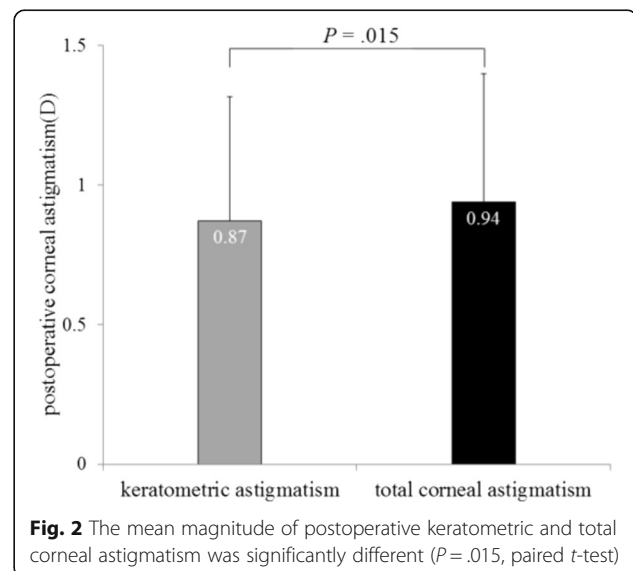 P = .015
1.5
1
0.5
0
postoperative corneal astigmatism(D)
0.87
0.94
keratometric astigmatism total corneal astigmatism
Fig. 2 The mean magnitude of postoperative keratometric and total
corneal astigmatism was significantly different (P = .015, paired t-test)